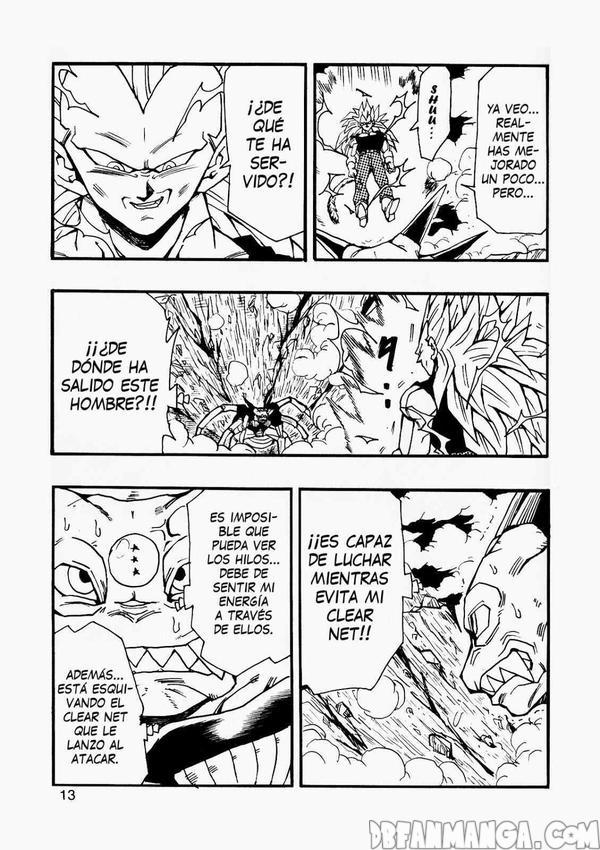 YA VEO...
REAL-
MENTE
HAS ME-
JORADO
UN POCO...
PERO...
SHUU...
¡¿DE
QUÉ
TE HA
SER-
VIDO?!
¡¡¿DE
DÓNDE HA
SALIDO ESTE
HOMBRE?!!
¡¡ES CAPAZ
DE LUCHAR
MIENTRAS
EVITA MI
CLEAR
NET!!
ES IMPOSI-
BLE QUE
PUEDA VER
LOS HILOS...
DEBE DE
SENTIR MI
ENERGÍA
A TRAVÉS
DE ELLOS.
ADEMÁS...
ESTÁ ESQUI-
VANDO EL
CLEAR NET
QUE LE
LANZO AL
ATACAR.
13
DBFANMANGA.COM